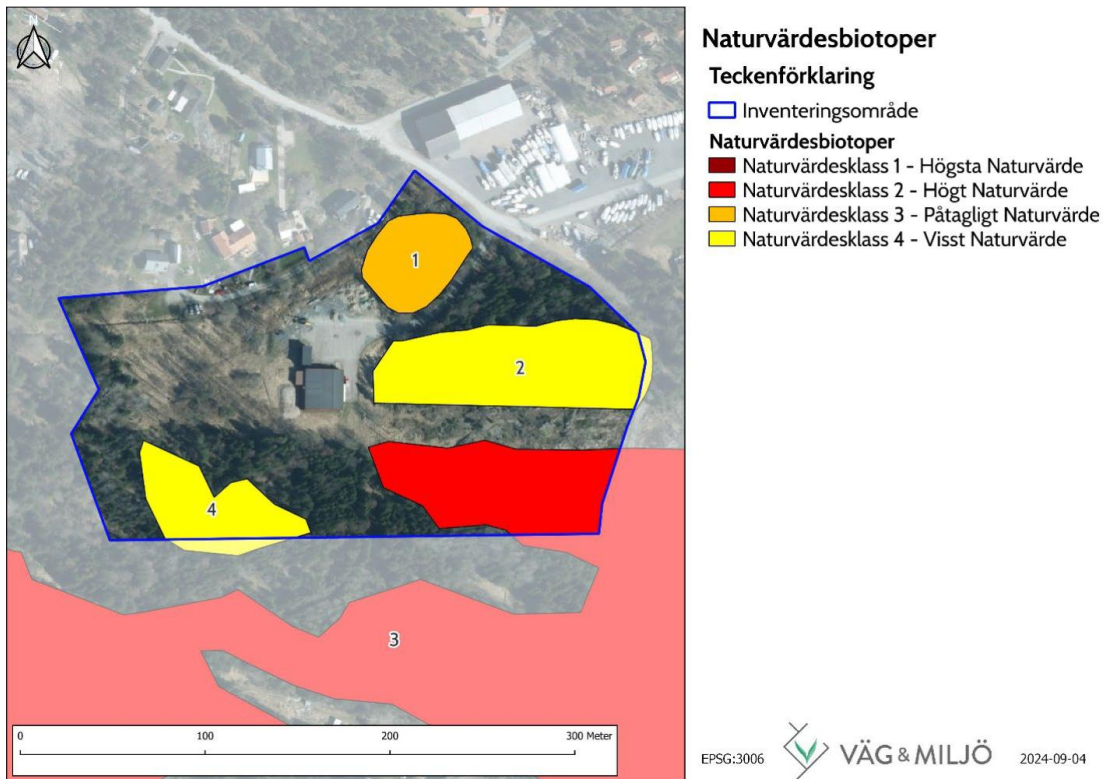 N
Naturvärdesbiotoper
Teckenförklaring
Inventeringsområde
Naturvärdesbiotoper
Naturvärdesklass 1 - Högsta Naturvärde
Naturvärdesklass 2 - Högt Naturvärde
Naturvärdesklass 3 - Påtagligt Naturvärde
Naturvärdesklass 4 - Visst Naturvärde
1
2
4
3
0 100 200 300 Meter
EPSG:3006 VÄG & MILJÖ 2024-09-04